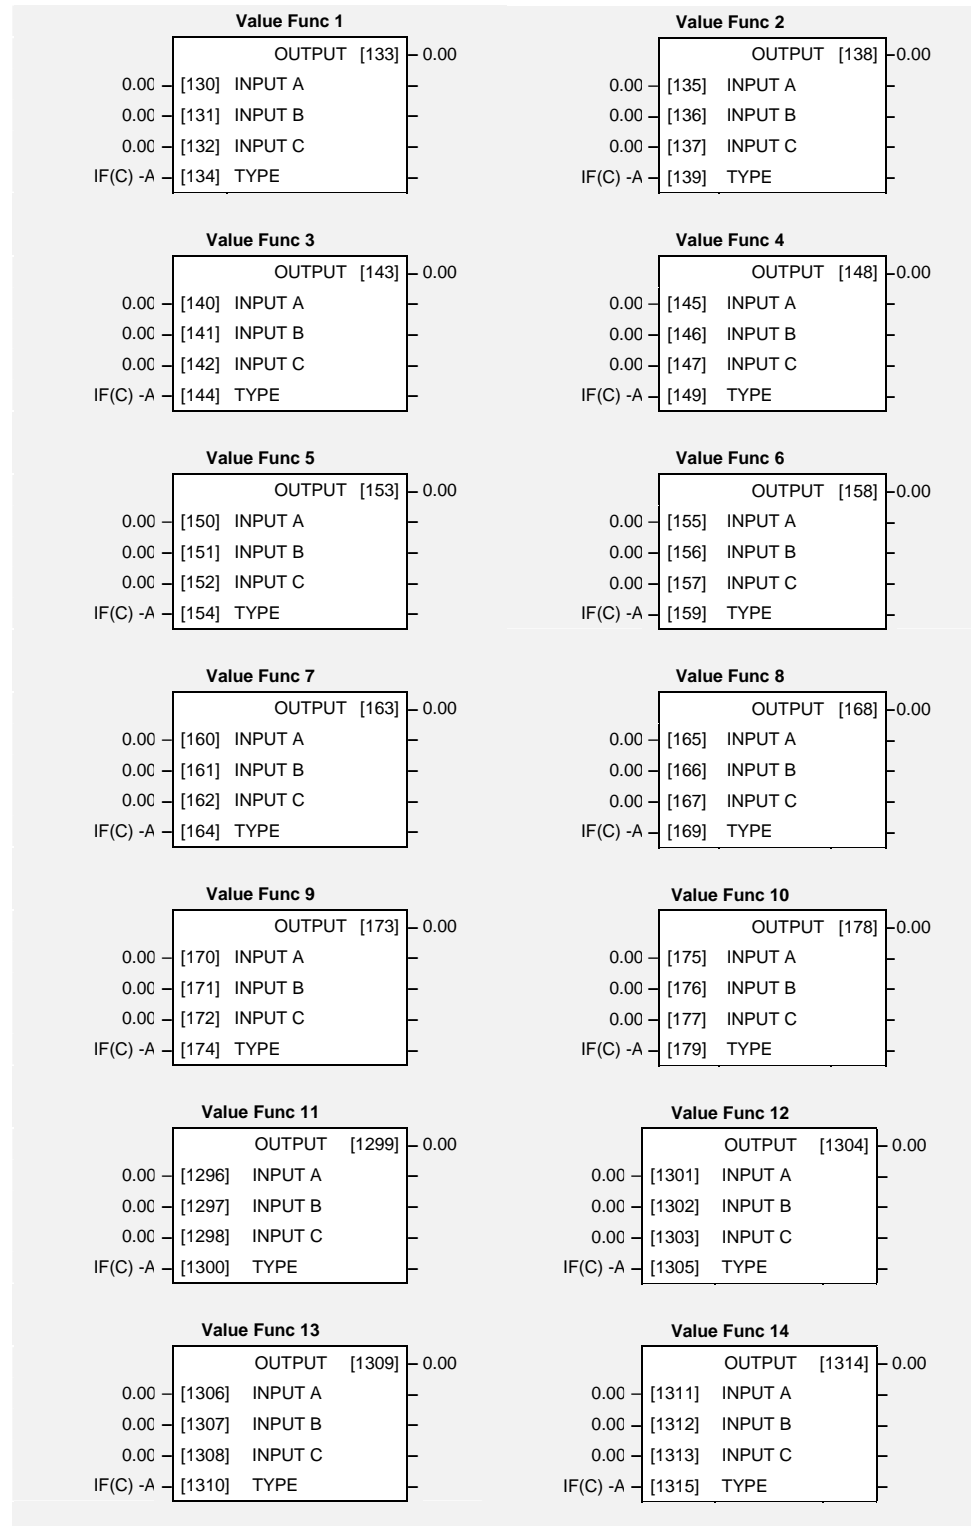 Value Func 1
OUTPUT [133] 0.00
0.00 [130] INPUT A
0.00 [131] INPUT B
0.00 [132] INPUT C
IF(C) -A [134] TYPE
Value Func 2
OUTPUT [138] 0.00
0.00 [135] INPUT A
0.00 [136] INPUT B
0.00 [137] INPUT C
IF(C) -A [139] TYPE
Value Func 3
OUTPUT [143] 0.00
0.00 [140] INPUT A
0.00 [141] INPUT B
0.00 [142] INPUT C
IF(C) -A [144] TYPE
Value Func 4
OUTPUT [148] 0.00
0.00 [145] INPUT A
0.00 [146] INPUT B
0.00 [147] INPUT C
IF(C) -A [149] TYPE
Value Func 5
OUTPUT [153] 0.00
0.00 [150] INPUT A
0.00 [151] INPUT B
0.00 [152] INPUT C
IF(C) -A [154] TYPE
Value Func 6
OUTPUT [158] 0.00
0.00 [155] INPUT A
0.00 [156] INPUT B
0.00 [157] INPUT C
IF(C) -A [159] TYPE
Value Func 7
OUTPUT [163] 0.00
0.00 [160] INPUT A
0.00 [161] INPUT B
0.00 [162] INPUT C
IF(C) -A [164] TYPE
Value Func 8
OUTPUT [168] 0.00
0.00 [165] INPUT A
0.00 [166] INPUT B
0.00 [167] INPUT C
IF(C) -A [169] TYPE
Value Func 9
OUTPUT [173] 0.00
0.00 [170] INPUT A
0.00 [171] INPUT B
0.00 [172] INPUT C
IF(C) -A [174] TYPE
Value Func 10
OUTPUT [178] 0.00
0.00 [175] INPUT A
0.00 [176] INPUT B
0.00 [177] INPUT C
IF(C) -A [179] TYPE
Value Func 11
OUTPUT [1299] 0.00
0.00 [1296] INPUT A
0.00 [1297] INPUT B
0.00 [1298] INPUT C
IF(C) -A [1300] TYPE
Value Func 12
OUTPUT [1304] 0.00
0.00 [1301] INPUT A
0.00 [1302] INPUT B
0.00 [1303] INPUT C
IF(C) -A [1305] TYPE
Value Func 13
OUTPUT [1309] 0.00
0.00 [1306] INPUT A
0.00 [1307] INPUT B
0.00 [1308] INPUT C
IF(C) -A [1310] TYPE
Value Func 14
OUTPUT [1314] 0.00
0.00 [1311] INPUT A
0.00 [1312] INPUT B
0.00 [1313] INPUT C
IF(C) -A [1315] TYPE